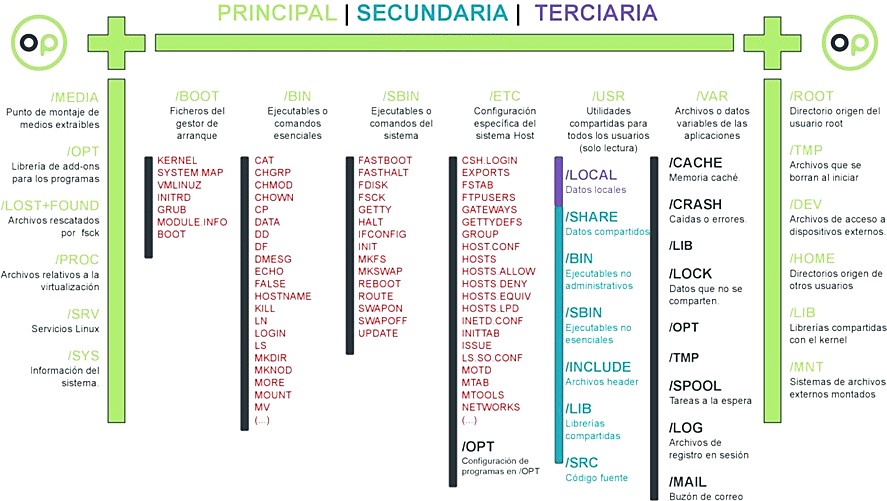 PRINCIPAL | SECUNDARIA | TERCIARIA
op
op
/MEDIA
Punto de montaje de
medios extraibles
/OPT
Librería de add-ons
para los programas
/LOST+FOUND
Archivos rescatados
por fsck
/PROC
Archivos relativos a la
virtualización
/SRV
Servicios Linux
/SYS
Información del
sistema.
/BOOT
Ficheros del
gestor de
arranque
KERNEL
SYSTEM.MAP
VMLINUZ
INITRD
GRUB
MODULE.INFO
BOOT
/BIN
Ejecutables o
comandos
esenciales
CAT
CHGRP
CHMOD
CHOWN
CP
DATA
DD
DF
DMESG
ECHO
FALSE
HOSTNAME
KILL
LN
LOGIN
LS
MKDIR
MKNOD
MORE
MOUNT
MV
(...)
/SBIN
Ejecutables o
comandos del
sistema
FASTBOOT
FASTHALT
FDISK
FSCK
GETTY
HALT
IFCONFIG
INIT
MKFS
MKSWAP
REBOOT
ROUTE
SWAPON
SWAPOFF
UPDATE
/ETC
Configuración
específica del
sistema Host
CSH.LOGIN
EXPORTS
FSTAB
FTPUSERS
GATEWAYS
GETTYDEFS
GROUP
HOST.CONF
HOSTS
HOSTS.ALLOW
HOSTS.DENY
HOSTS.EQUIV
HOSTS.LPD
INETD.CONF
INITTAB
ISSUE
LS.SO.CONF
MOTD
MTAB
MTOOLS
NETWORKS
(...)
/OPT
Configuración de
programas en /OPT
/USR
Utilidades
compartidas para
todos los usuarios
(solo lectura)
/LOCAL
Datos locales
/SHARE
Datos compartidos
/BIN
Ejecutables no
administrativos
/SBIN
Ejecutables no
esenciales
/INCLUDE
Archivos header
/LIB
Librerías
compartidas
/SRC
Código fuente
/VAR
Archivos o datos
variables de las
aplicaciones
/CACHE
Memoria caché.
/CRASH
Caídas o errores.
/LIB
/LOCK
Datos que no se
comparten.
/OPT
/TMP
/SPOOL
Tareas a la espera
/LOG
Archivos de
registro en sesión
/MAIL
Buzón de correo
/ROOT
Directorio origen del
usuario root
/TMP
Archivos que se
borran al iniciar
/DEV
Archivos de acceso a
dispositivos externos.
/HOME
Directorios origen de
otros usuarios
/LIB
Librerías compartidas
con el kernel
/MNT
Sistemas de archivo
externos montados